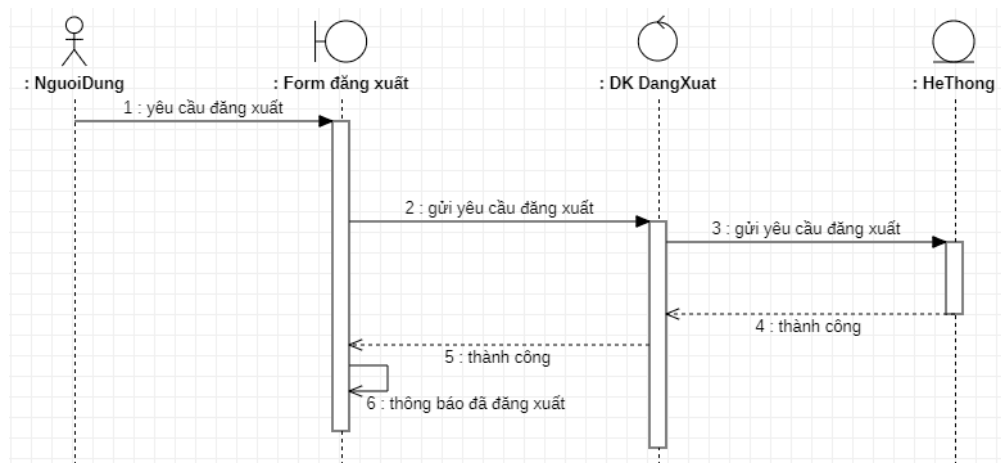 : NguoiDung
: Form đăng xuất
: DK DangXuat
: HeThong
1 : yêu cầu đăng xuất
2 : gửi yêu cầu đăng xuất
3 : gửi yêu cầu đăng xuất
4 : thành công
5 : thành công
6 : thông báo đã đăng xuất